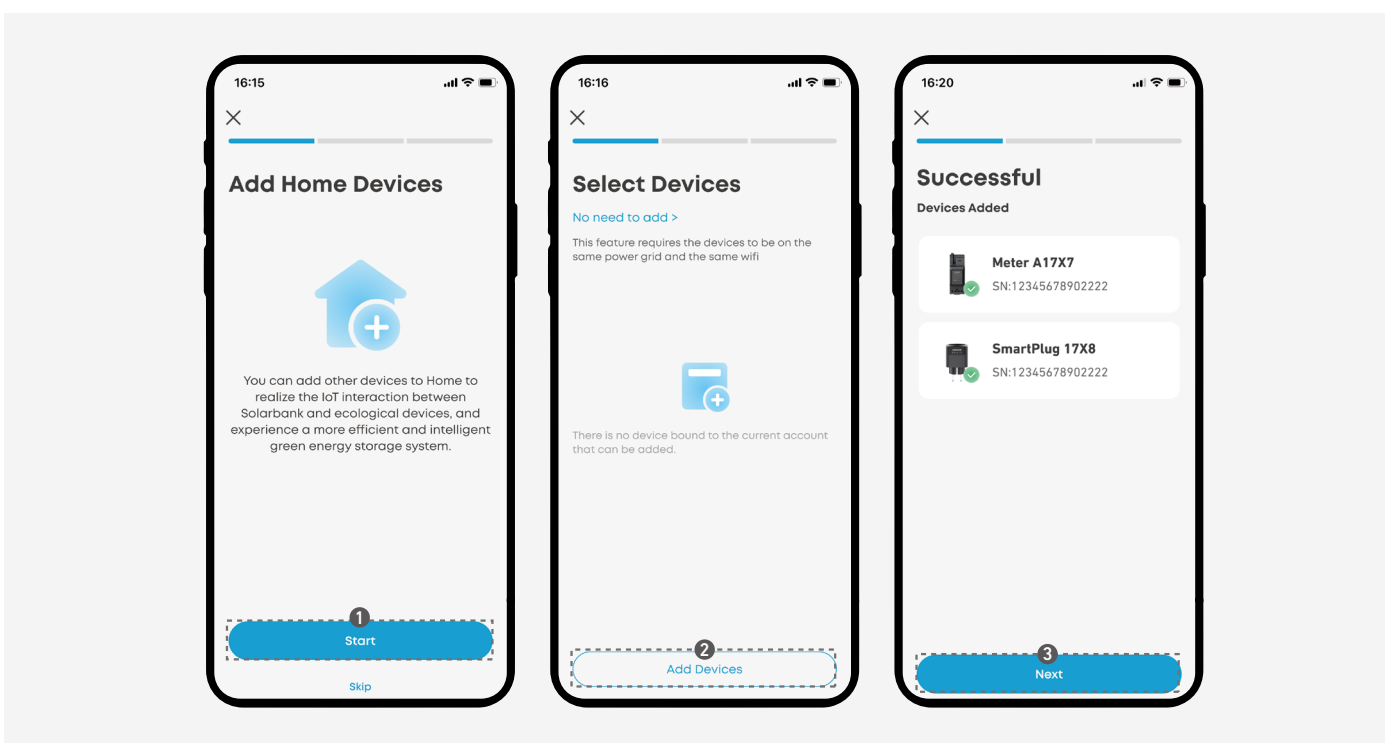 16:15
Add Home Devices
You can add other devices to Home to
realize the IoT interaction between
Solarbank and ecological devices, and
experience a more efficient and intelligent
green energy storage system.
1
Start
Skip
16:16
Select Devices
No need to add >
This feature requires the devices to be on the
same power grid and the same wifi
There is no device bound to the current account
that can be added.
2
Add Devices
16:20
Successful
Devices Added
Meter A17X7
SN:12345678902222
SmartPlug 17X8
SN:12345678902222
3
Next